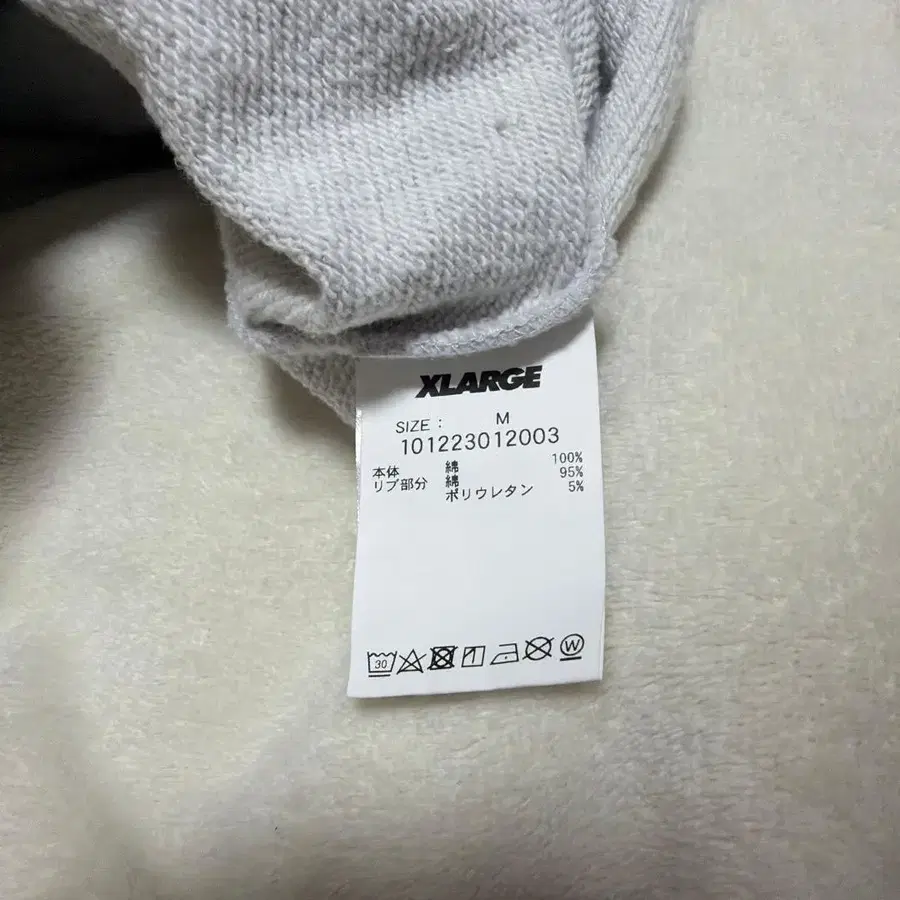 XLARGE
SIZE : M
101223012003
本体 綿 100%
リブ部分 綿 95%
ポリウレタン 5%
30 W